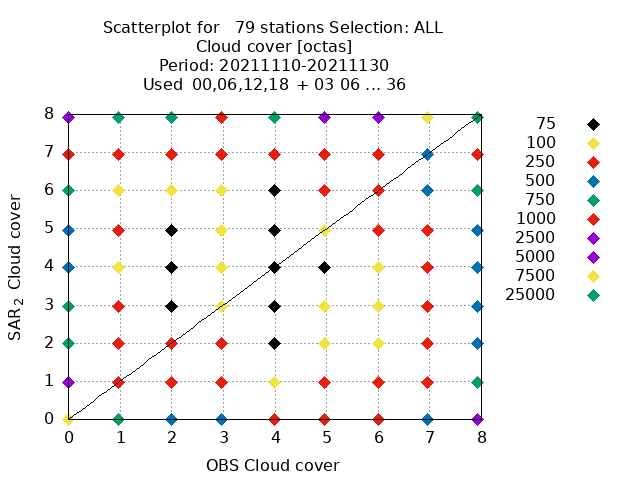 Scatterplot for 79 stations Selection: ALL
Cloud cover [octas]
Period: 20211110-20211130
Used 00,06,12,18 + 03 06 ... 36
8
7
6
5
4
3
2
1
0
SAR2 Cloud cover
0 1 2 3 4 5 6 7 8
OBS Cloud cover
75
100
250
500
750
1000
2500
5000
7500
25000